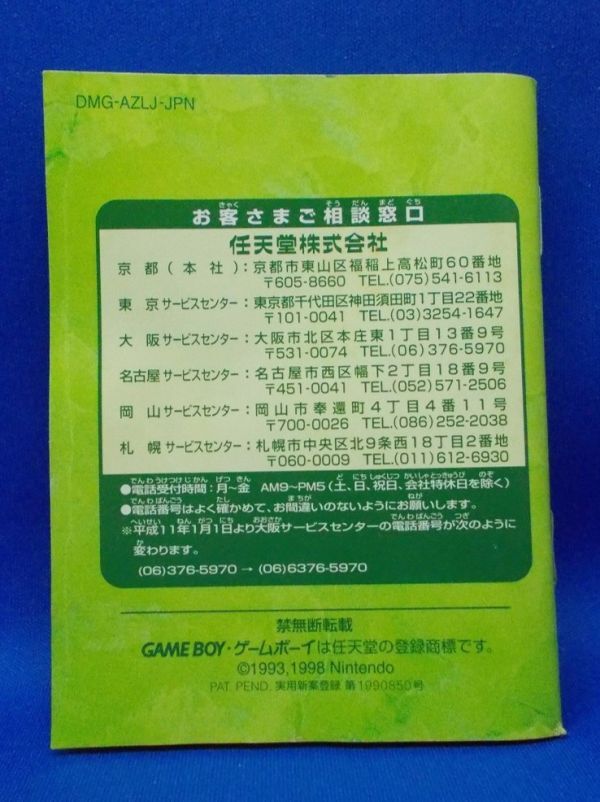 DMG-AZLJ-JPN
お客さまご相談窓口
任天堂株式会社
京都(本社):京都市東山区福稲上高松町60番地
〒605-8660 TEL.(075)541-6113
東京サービスセンター:東京都千代田区神田須田町1丁目22番地
〒101-0041 TEL.(03)3254-1647
大阪サービスセンター:大阪市北区本庄東1丁目13番9号
〒531-0074 TEL.(06)376-5970
名古屋サービスセンター:名古屋市西区幅下2丁目18番9号
〒451-0041 TEL.(052)571-2506
岡山サービスセンター:岡山市奉還町4丁目4番11号
〒700-0026 TEL.(086)252-2038
札幌サービスセンター:札幌市中央区北9条西18丁目2番地
〒060-0009 TEL.(011)612-6930
●電話受付時間:月~金 AM9~PM5(土、日、祝日、会社特休日を除く)
●電話番号はよく確かめて、お間違いのないようにお願いします。
※平成11年1月1日より大阪サービスセンターの電話番号が次のように
変わります。
(06)376-5970→(06)6376-5970
禁無断転載
GAME BOY・ゲームボーイは任天堂の登録商標です。
©1993,1998 Nintendo
PAT. PEND. 実用新案登録 第1990850号